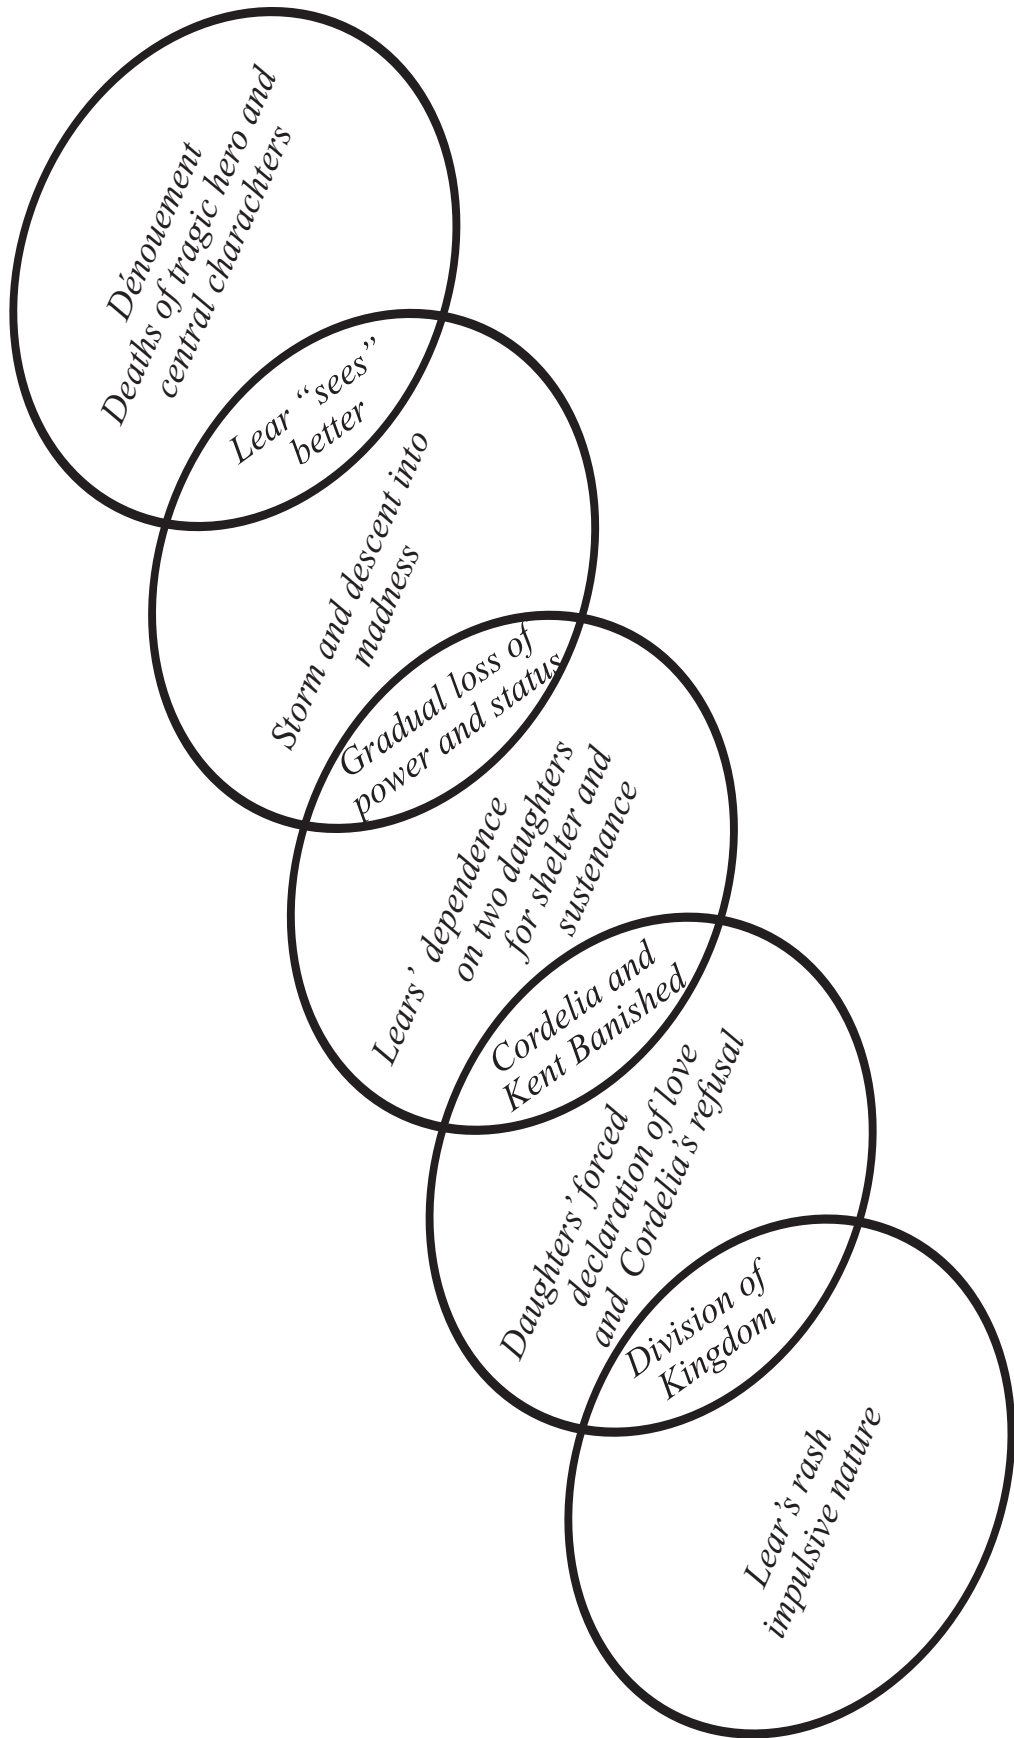 Dénouement
Deaths of tragic hero and
central charachters
Lear “sees”
better
Storm and descent into
madness
Gradual loss of
power and status
Lears’ dependence
on two daughters
for shelter and
sustenance
Cordelia and
Kent Banished
Daughters’ forced
declaration of love
and Cordelia’s refusal
Division of
Kingdom
Lear’s rash
impulsive nature